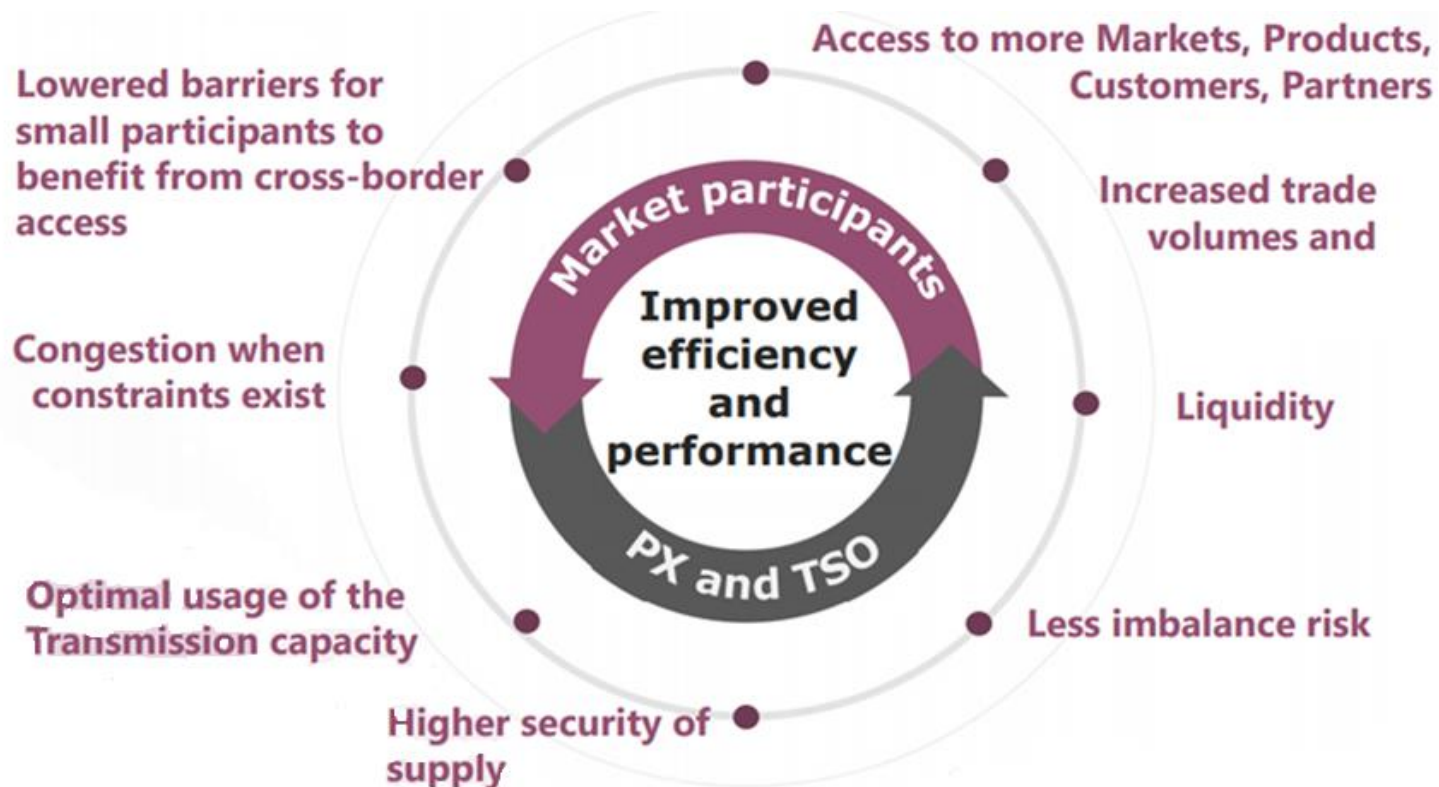 Access to more Markets, Products,
Customers, Partners
Lowered barriers for
small participants to
benefit from cross-border
access
Increased trade
volumes and
Market participants
Improved
efficiency
and
performance
Congestion when
constraints exist
Liquidity
PX and TSO
Optimal usage of the
Transmission capacity
Less imbalance risk
Higher security of
supply